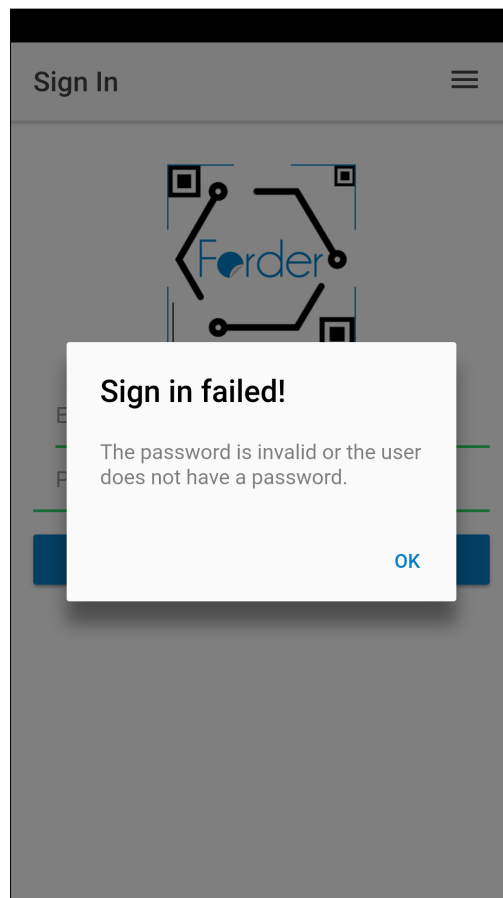 Sign In
Forder
Sign in failed!
The password is invalid or the user
does not have a password.
E
P
OK